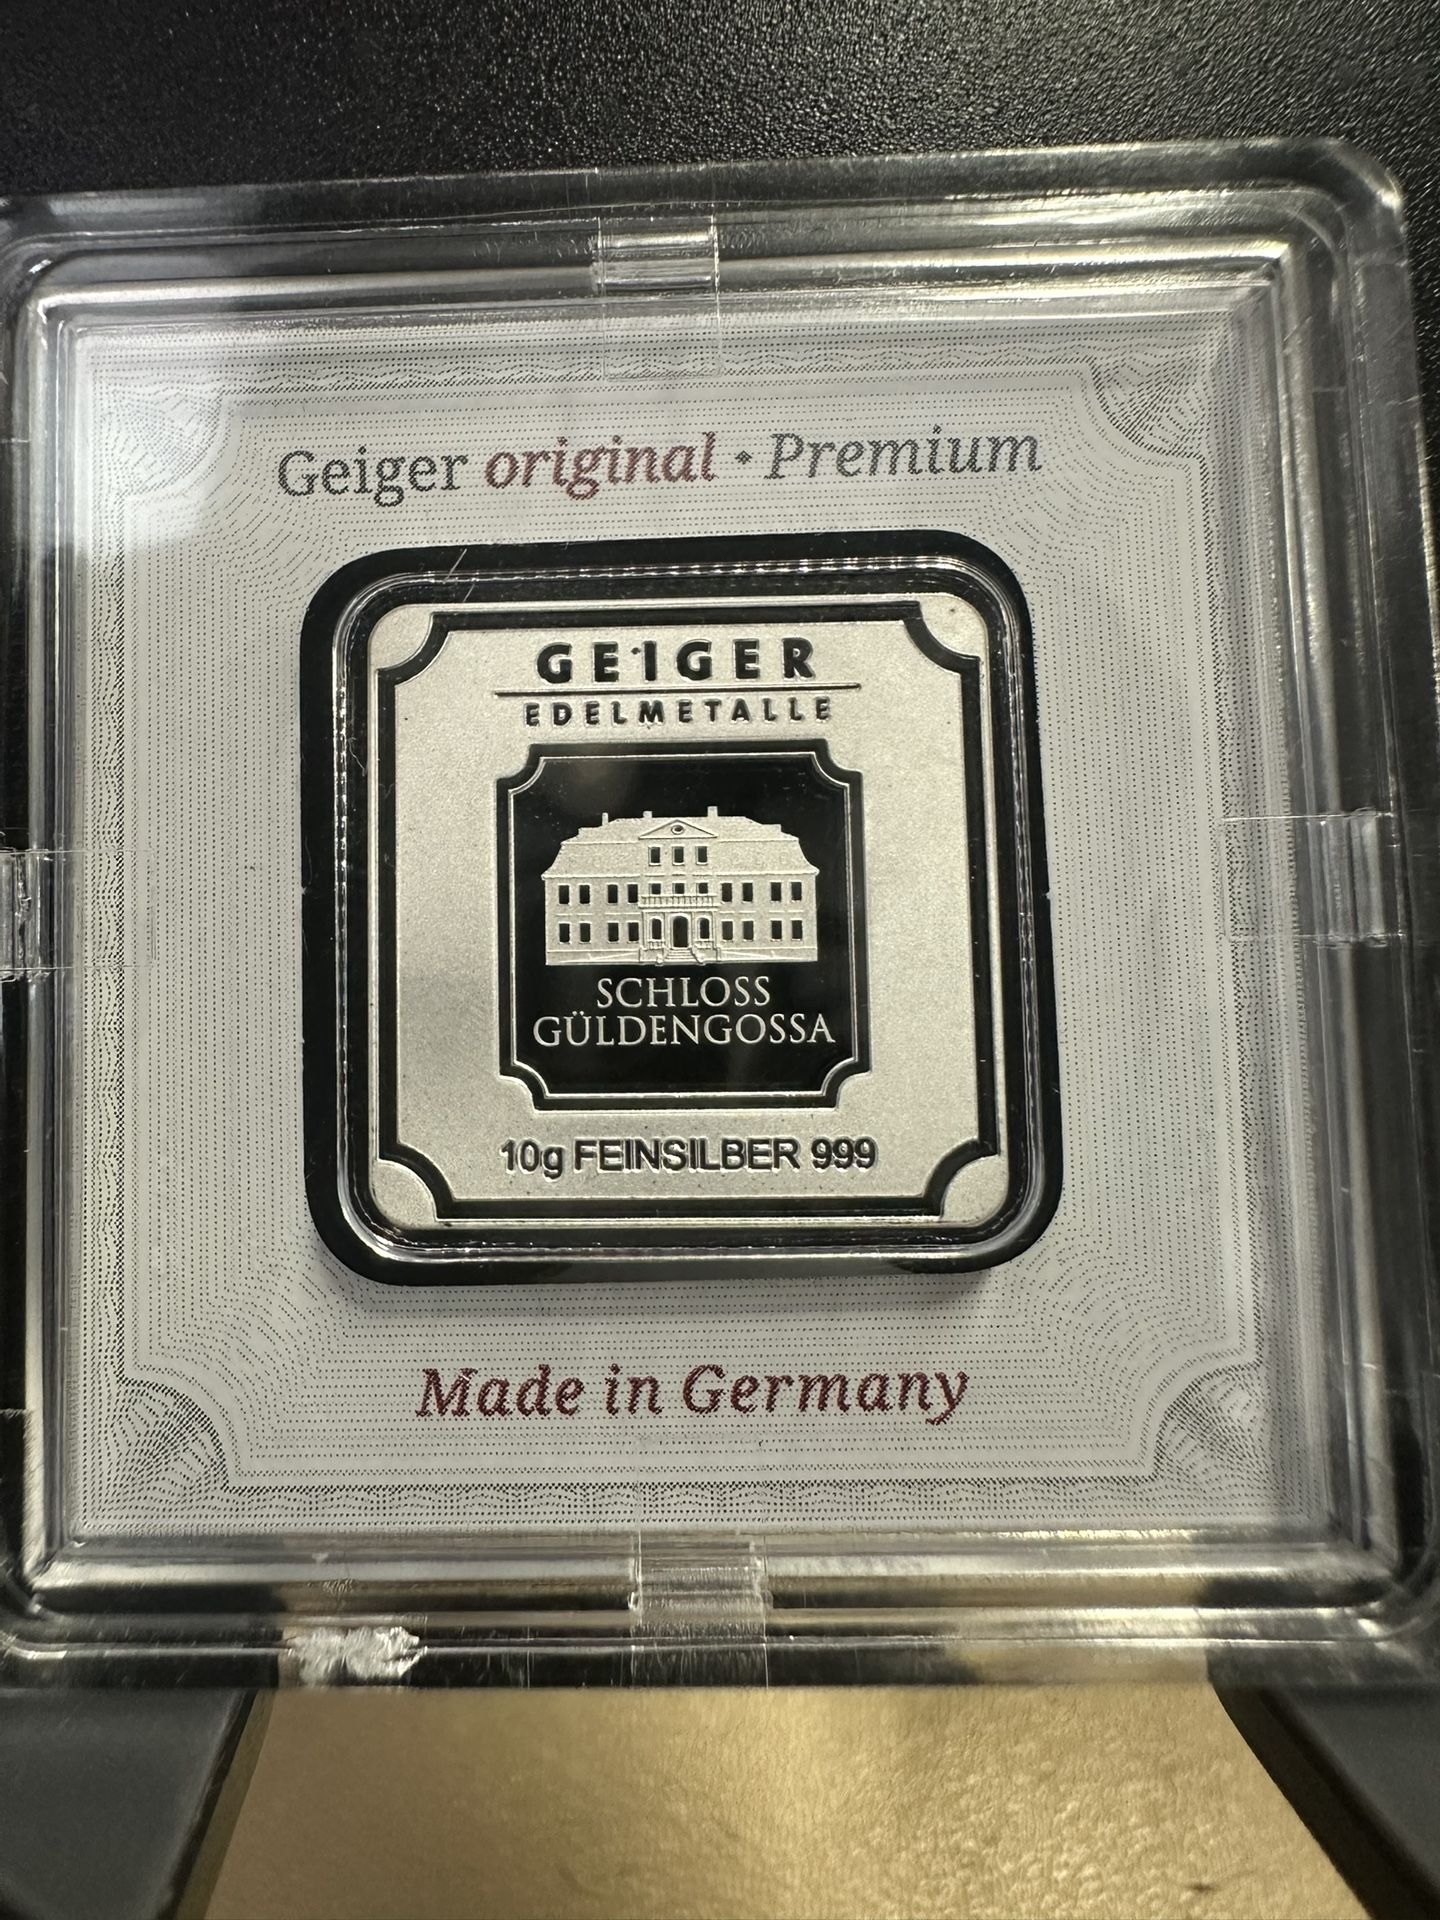 Geiger original · Premium
GEIGER
EDELMETALLE
SCHLOSS
GÜLDENGOSSA
10g FEINSILBER 999
Made in Germany